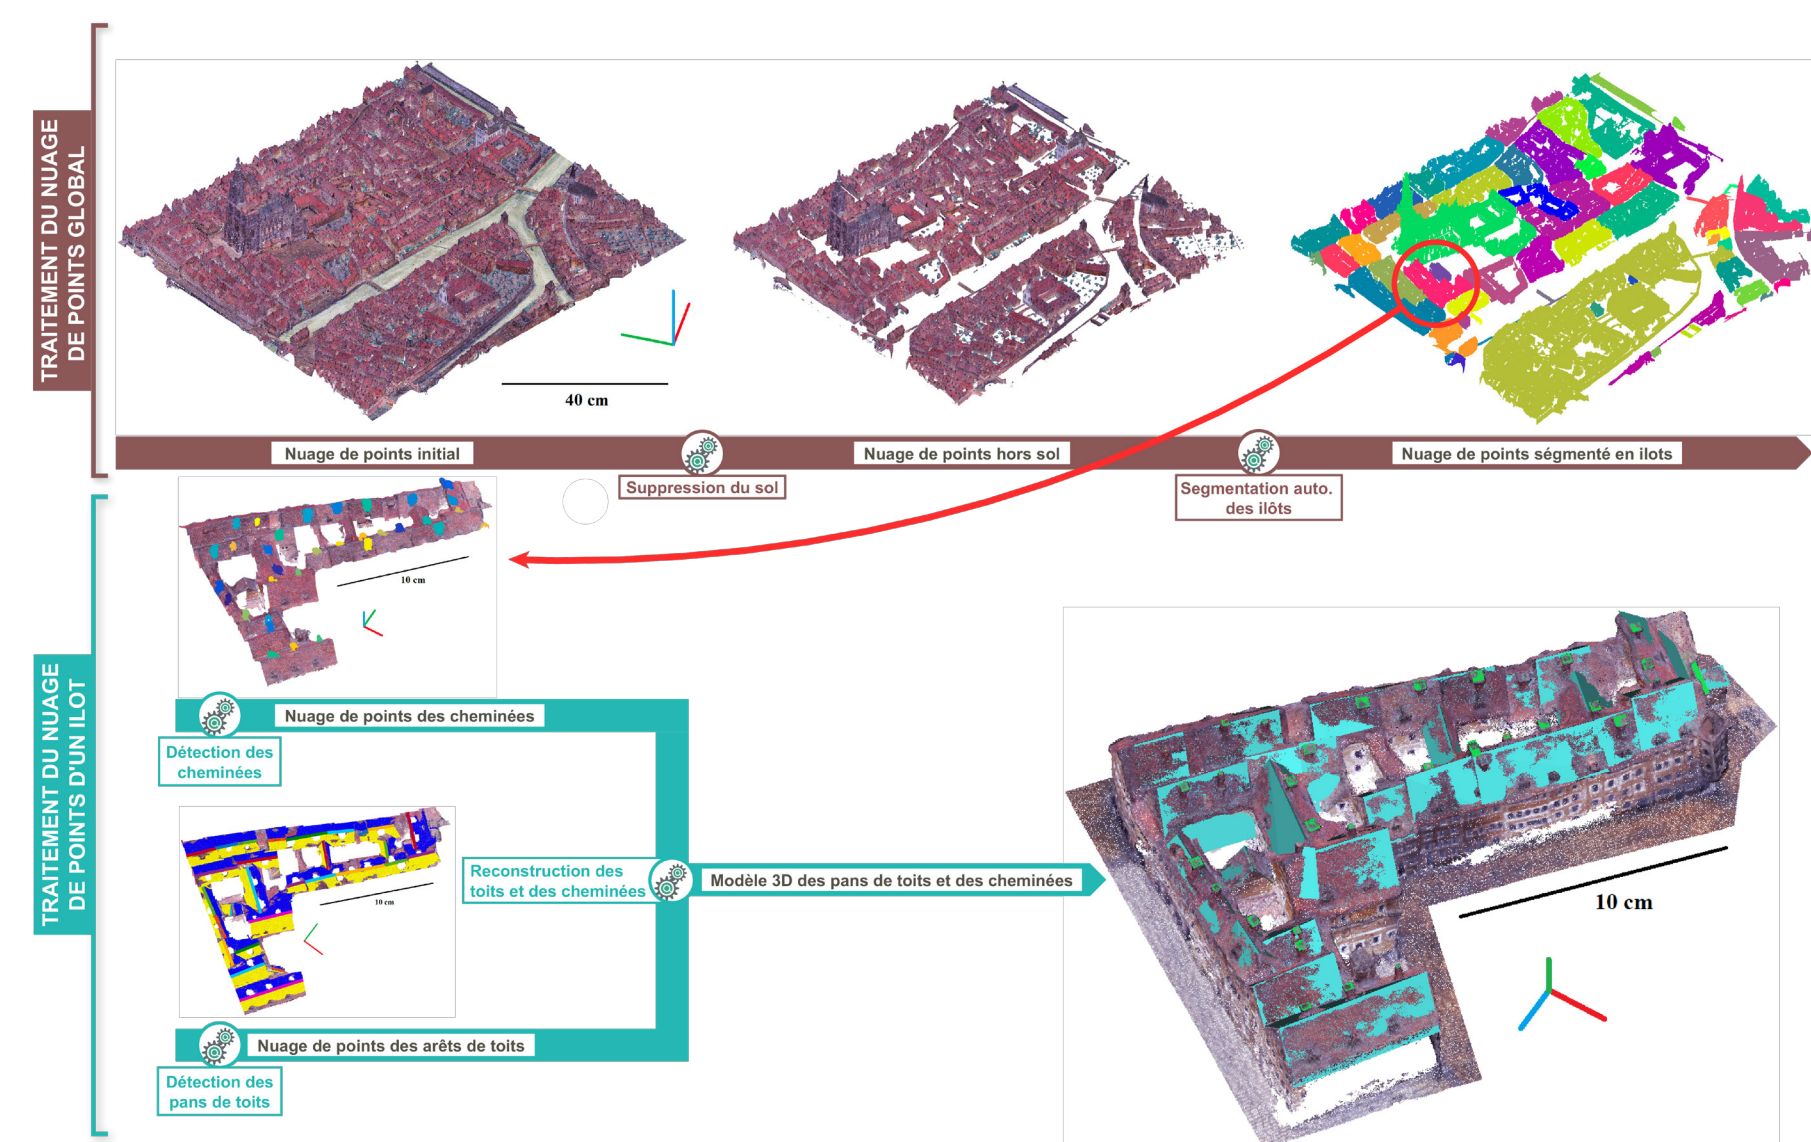 TRAITEMENT DU NUAGE
DE POINTS GLOBAL
40 cm
Nuage de points initial
Nuage de points hors sol
Nuage de points ségmenté en ilots
Suppression du sol
Segmentation auto.
des ilôts
TRAITEMENT DU NUAGE
DE POINTS D'UN ILOT
10 cm
Nuage de points des cheminées
Détection des
cheminées
10 cm
Reconstruction des
toits et des cheminées
Modèle 3D des pans de toits et des cheminées
10 cm
Nuage de points des arêts de toits
Détection des
pans de toits